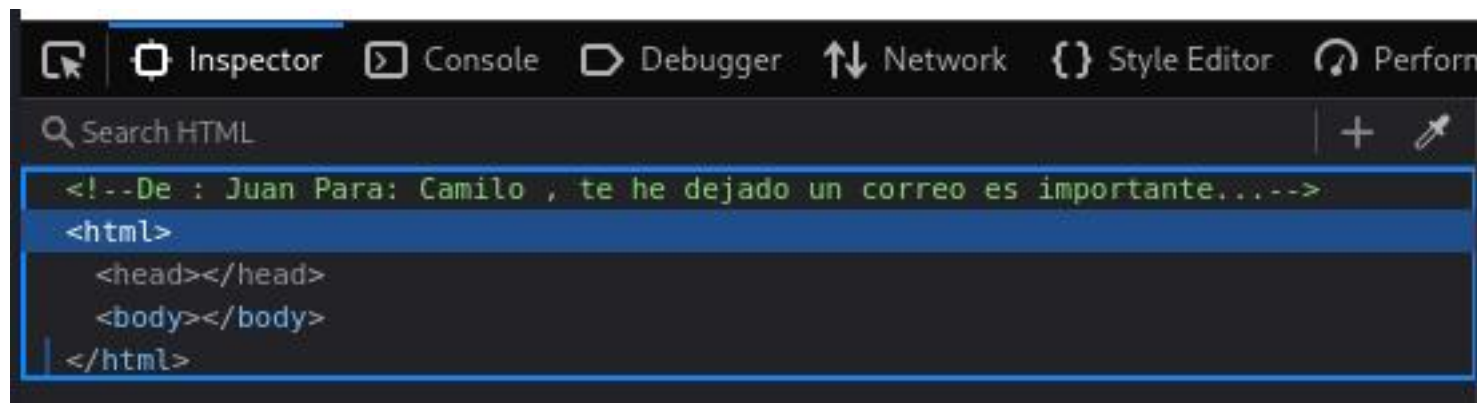 Inspector Console Debugger Network {} Style Editor Perform
Search HTML
<!--De : Juan Para: Camilo , te he dejado un correo es importante...-->
<html>
<head></head>
<body></body>
</html>